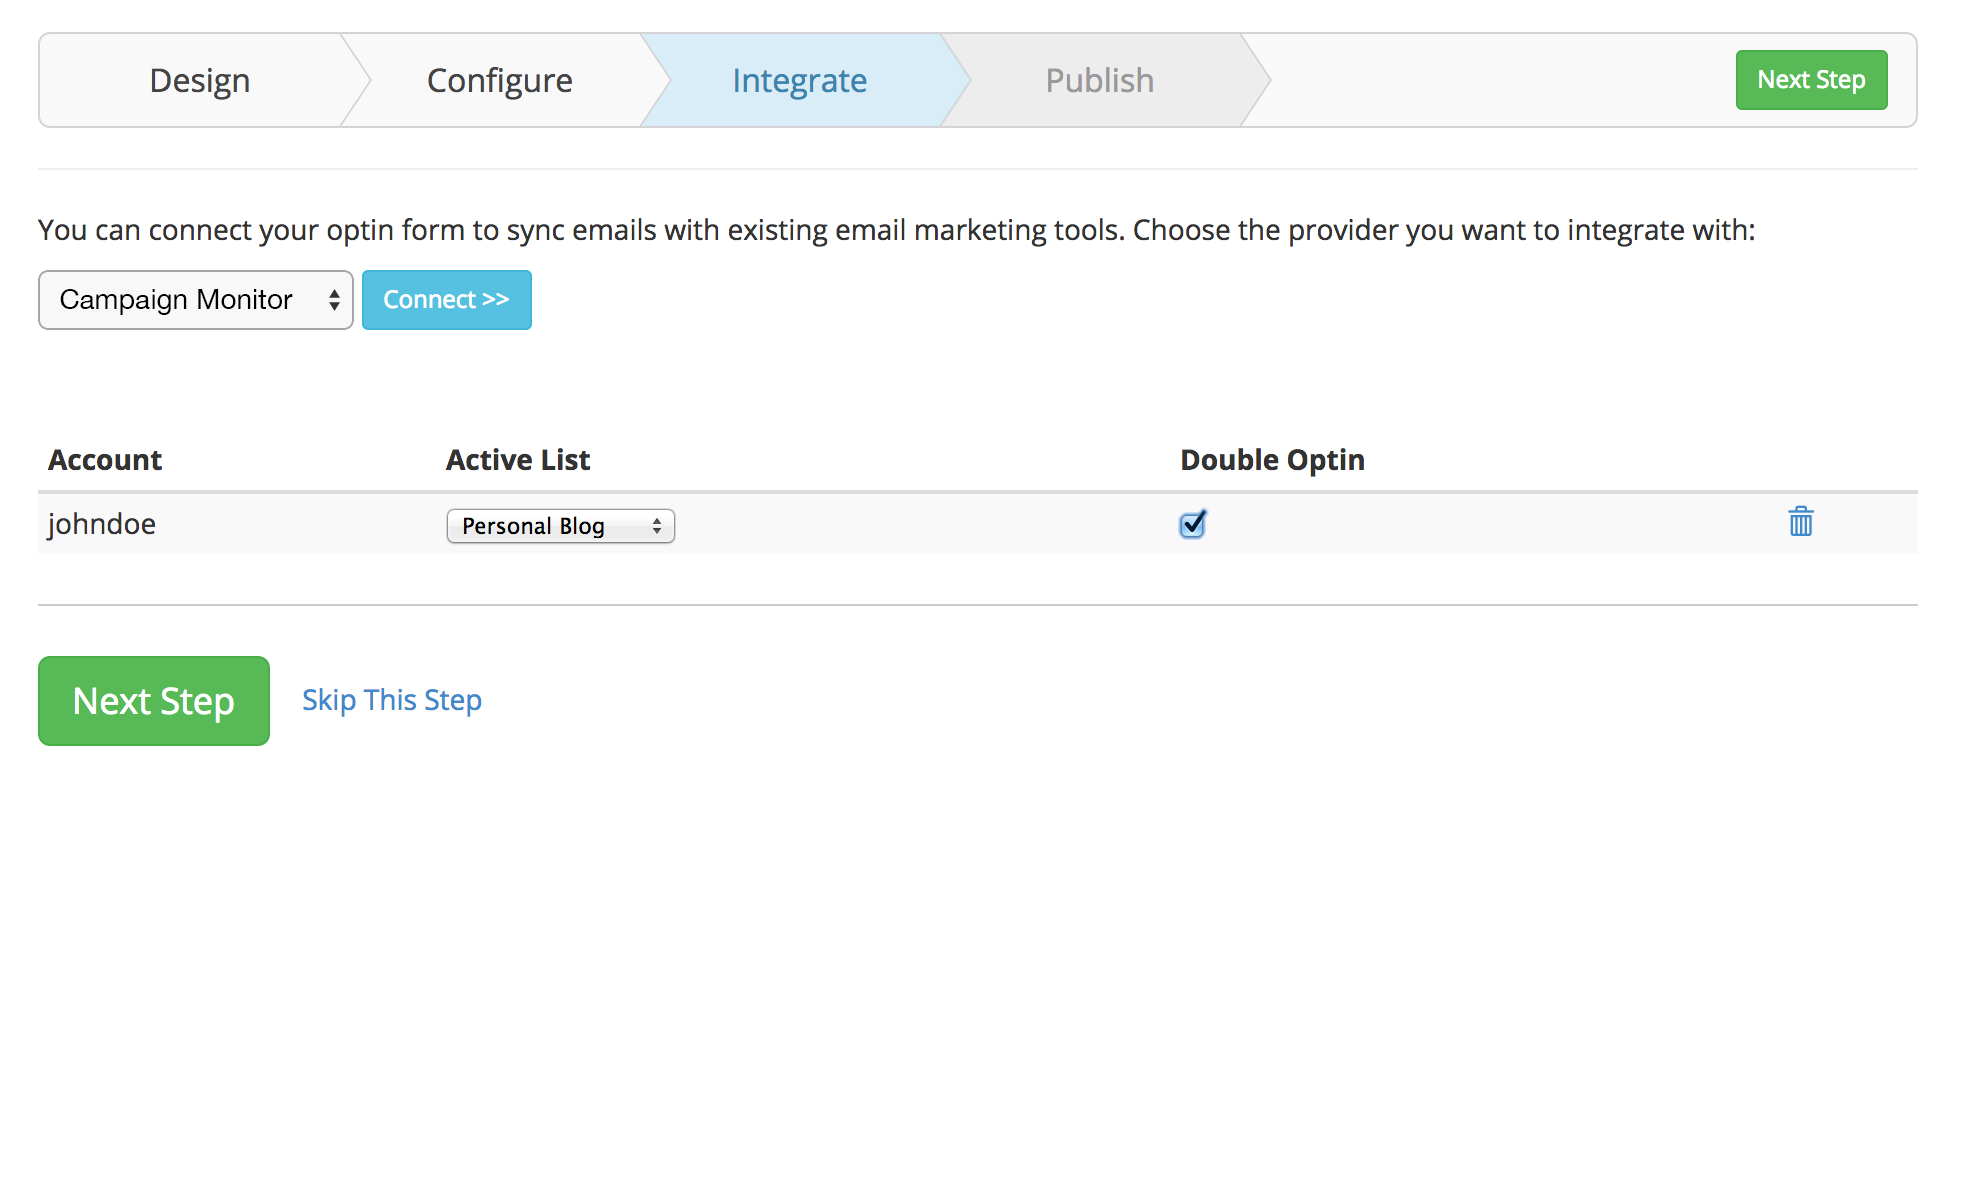 Design Configure Integrate Publish Next Step
You can connect your optin form to sync emails with existing email marketing tools. Choose the provider you want to integrate with:
Campaign Monitor Connect >>
Account Active List Double Optin
johndoe Personal Blog
Next Step Skip This Step